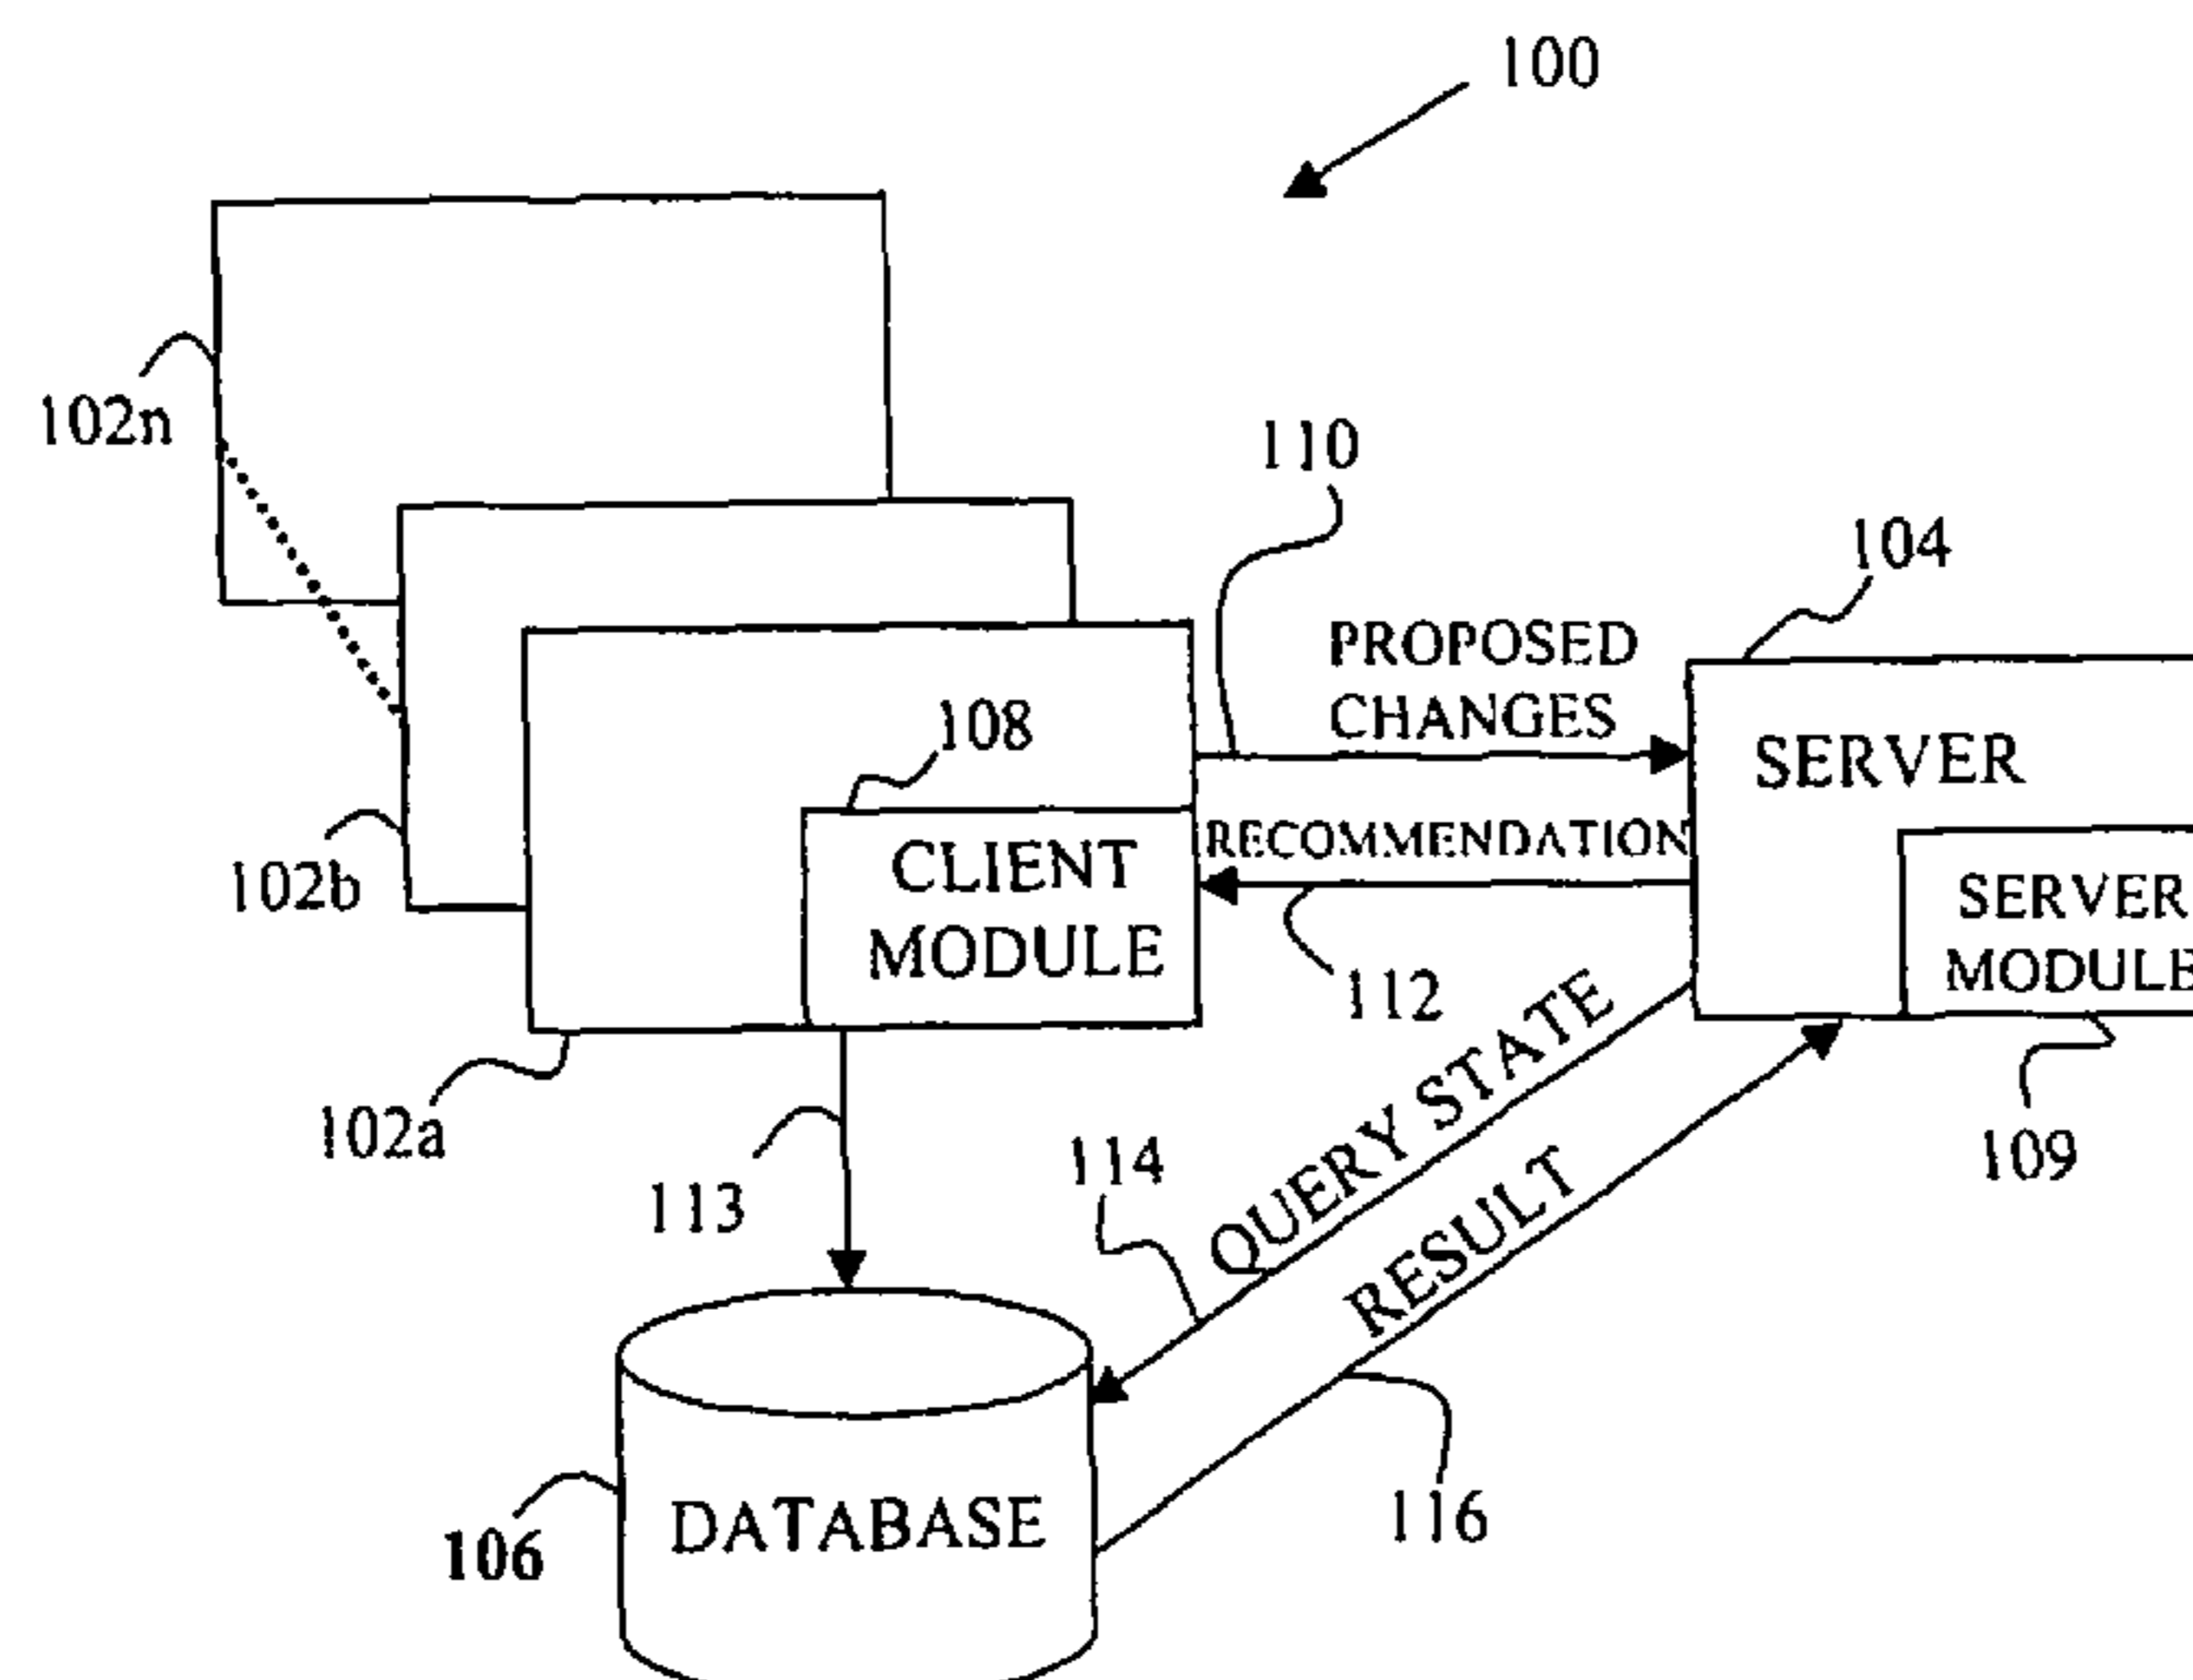 100
102n
110
104
PROPOSED
CHANGES
108
SERVER
RECOMMENDATION
CLIENT
MODULE
102b
SERVER
MODULE
112
102a
QUERY STATE
109
113
114
RESULT
116
DATABASE
106